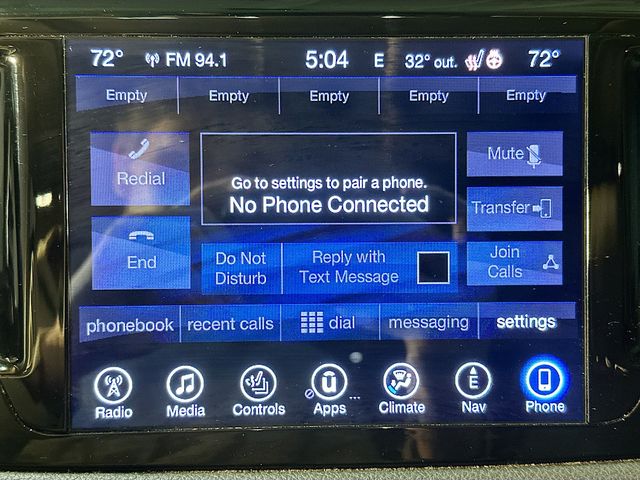 72° FM 94.1 5:04 E 32° out. 72°
Empty Empty Empty Empty Empty
Redial
End
Go to settings to pair a phone.
No Phone Connected
Mute
Transfer
Join
Calls
Do Not
Disturb
Reply with
Text Message
phonebook recent calls dial messaging settings
E
Radio Media Controls Apps Climate Nav Phone